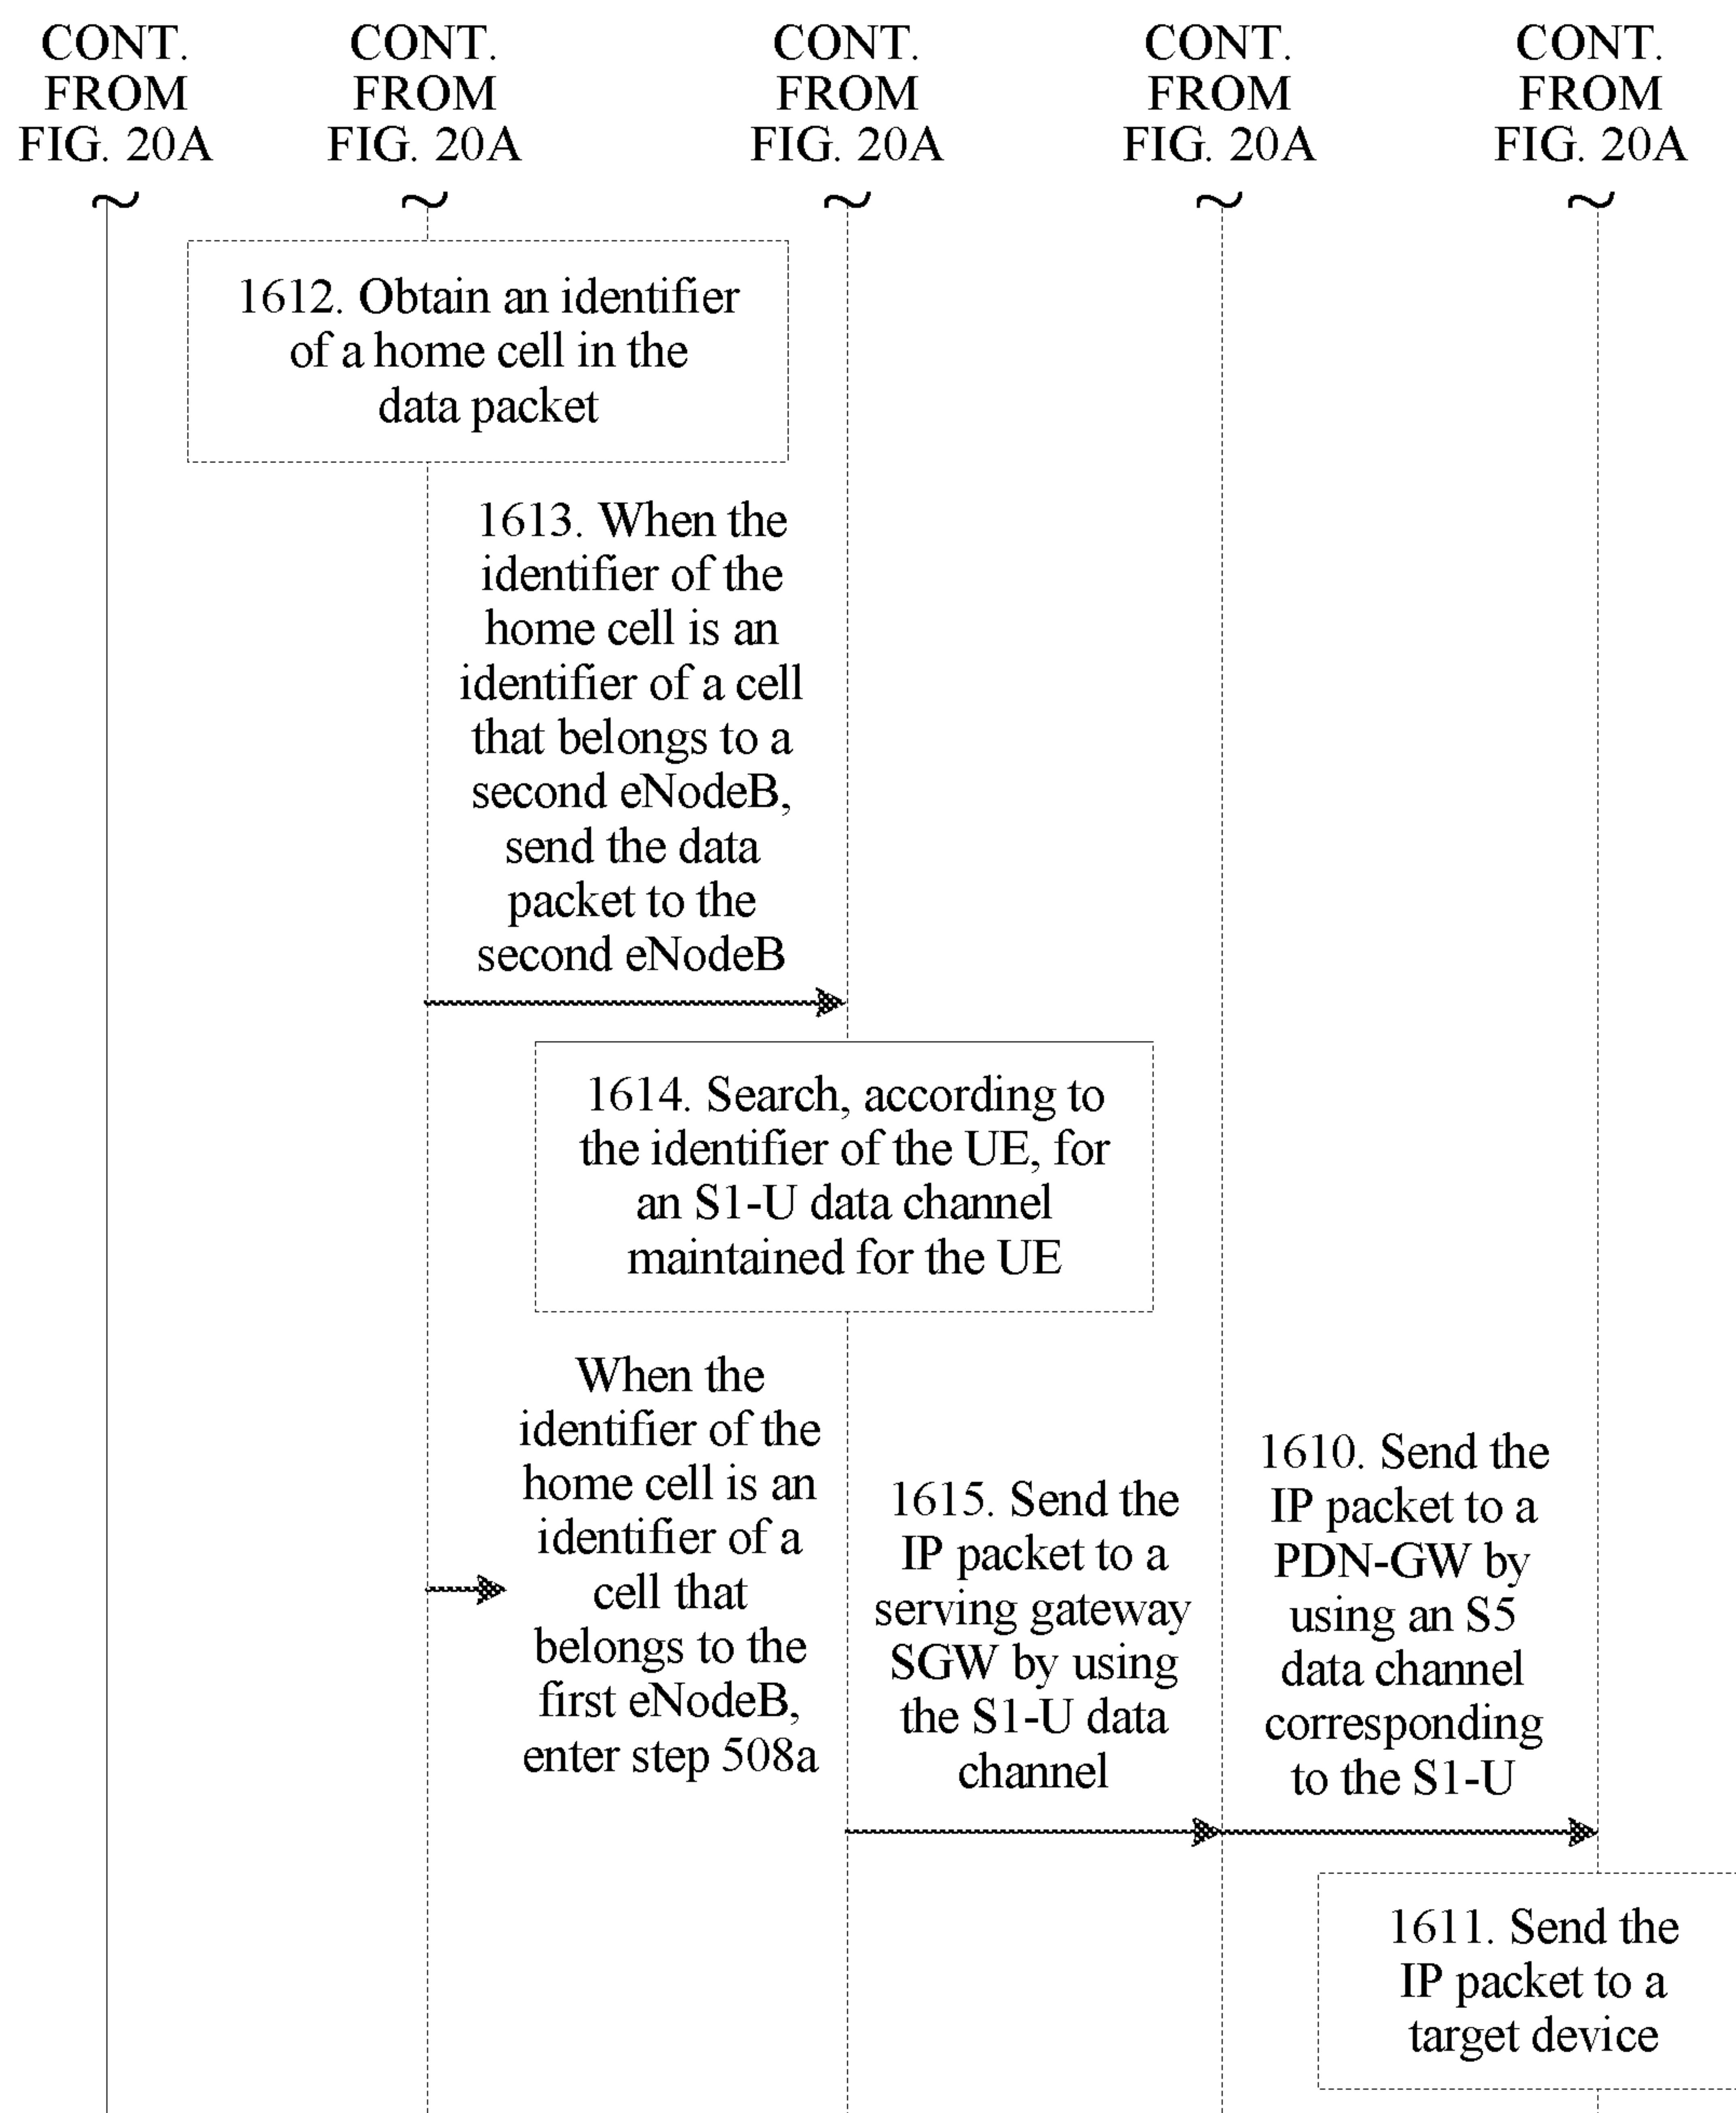 CONT.
FROM
FIG. 20A
CONT.
FROM
FIG. 20A
CONT.
FROM
FIG. 20A
CONT.
FROM
FIG. 20A
CONT.
FROM
FIG. 20A
1612. Obtain an identifier
of a home cell in the
data packet
1613. When the
identifier of the
home cell is an
identifier of a cell
that belongs to a
second eNodeB,
send the data
packet to the
second eNodeB
1614. Search, according to
the identifier of the UE, for
an S1-U data channel
maintained for the UE
When the
identifier of the
home cell is an
identifier of a
cell that
belongs to the
first eNodeB,
enter step 508a
1615. Send the
IP packet to a
serving gateway
SGW by using
the S1-U data
channel
1610. Send the
IP packet to a
PDN-GW by
using an S5
data channel
corresponding
to the S1-U
1611. Send the
IP packet to a
target device